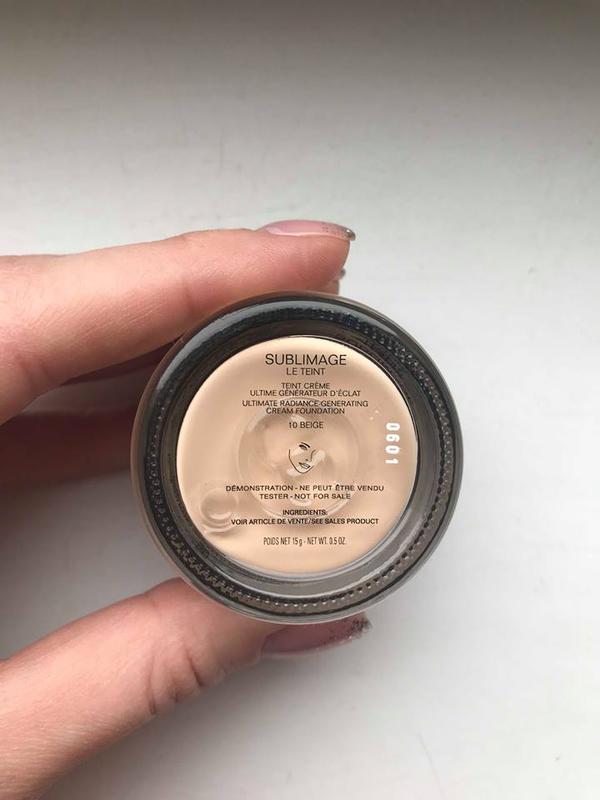 SUBLIMAGE
LE TEINT
TEINT CRÈME
ULTIME GÉNÉRATEUR D'ÉCLAT
ULTIMATE RADIANCE-GENERATING
CREAM FOUNDATION
10 BEIGE
0601
DÉMONSTRATION - NE PEUT ÊTRE VENDU
TESTER - NOT FOR SALE
INGREDIENTS:
VOIR ARTICLE DE VENTE/SEE SALES PRODUCT
POIDS NET 15 g - NET WT. 0.5 OZ.